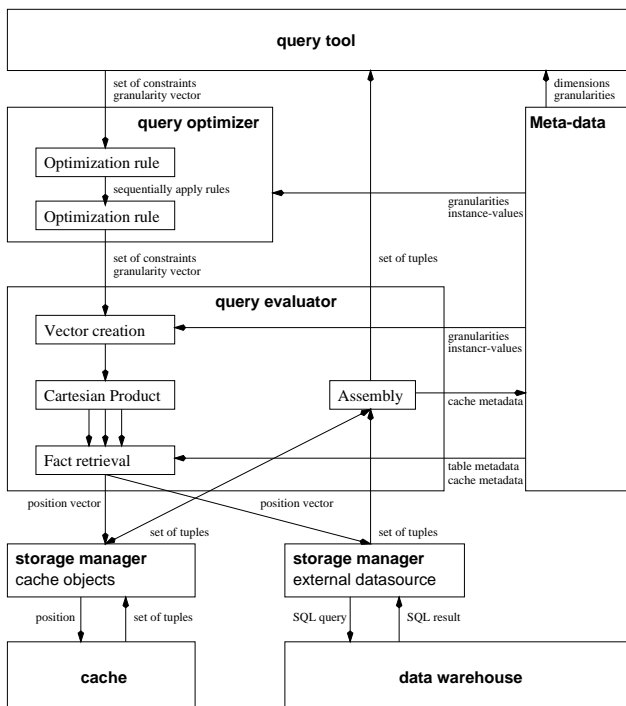 query tool
set of constraints
granularity vector
dimensions
granularities
query optimizer
Meta-data
Optimization rule
sequentially apply rules
Optimization rule
granularities
instance-values
set of constraints
granularity vector
set of tuples
query evaluator
Vector creation
granularities
instancr-values
Cartesian Product
Assembly
cache metadata
Fact retrieval
table metadata
cache metadata
position vector
position vector
set of tuples
set of tuples
storage manager
cache objects
storage manager
external datasource
position
set of tuples
SQL query
SQL result
cache
data warehouse